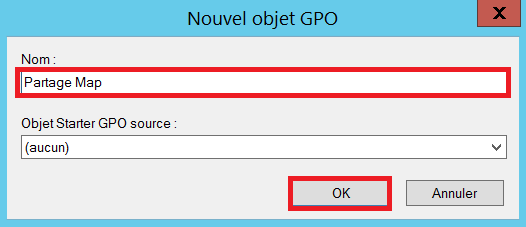 Nouvel objet GPO
X
Nom :
Partage Map
Objet Starter GPO source :
(aucun)
OK
Annuler